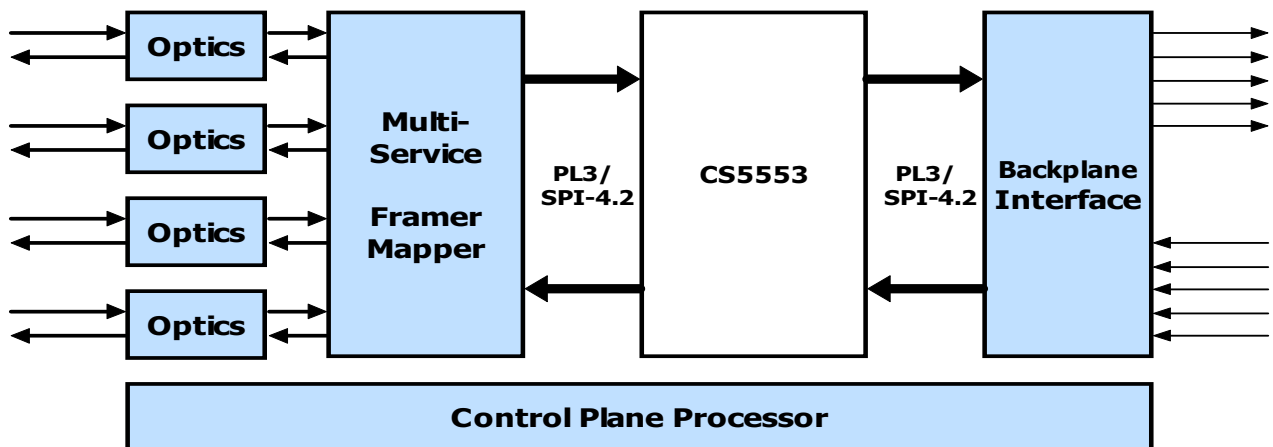 Optics
Optics
Optics
Optics
Multi-
Service
Framer
Mapper
PL3/
SPI-4.2
CS5553
PL3/
SPI-4.2
Backplane
Interface
Control Plane Processor